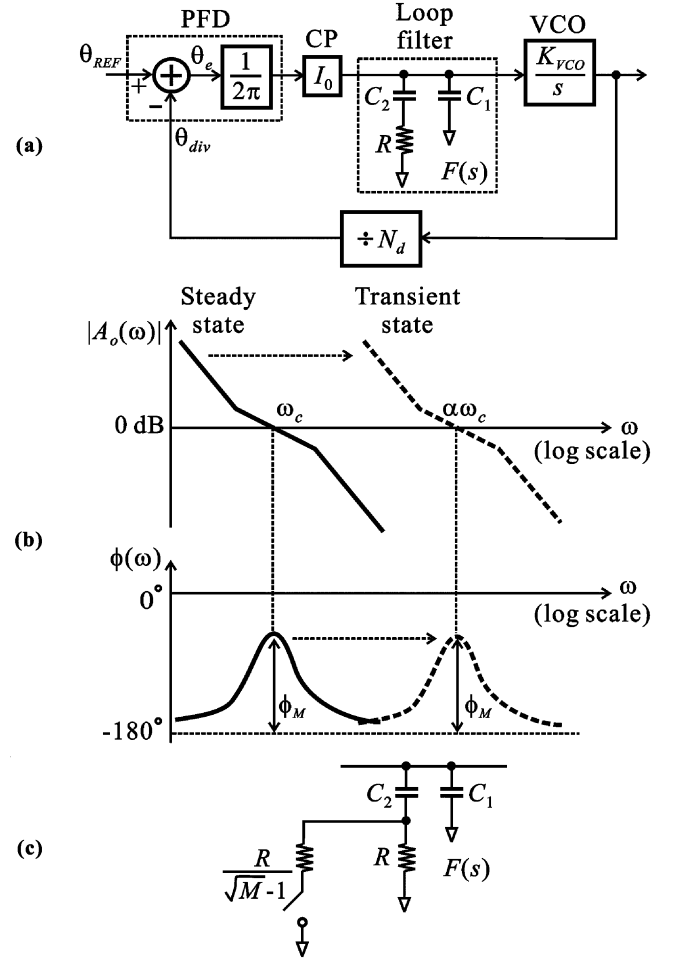 PFD
CP
Loop
filter
VCO
θREF
+
−
θe
1
2π
I0
C2
C1
R
F(s)
KVCO
s
θdiv
÷ Nd
(a)
Steady
state
Transient
state
|Ao(ω)|
0 dB
ωc
αωc
ω
(log scale)
(b)
ϕ(ω)
0°
ω
(log scale)
ϕM
ϕM
-180°
C2
C1
(c)
R
√M-1
R
F(s)